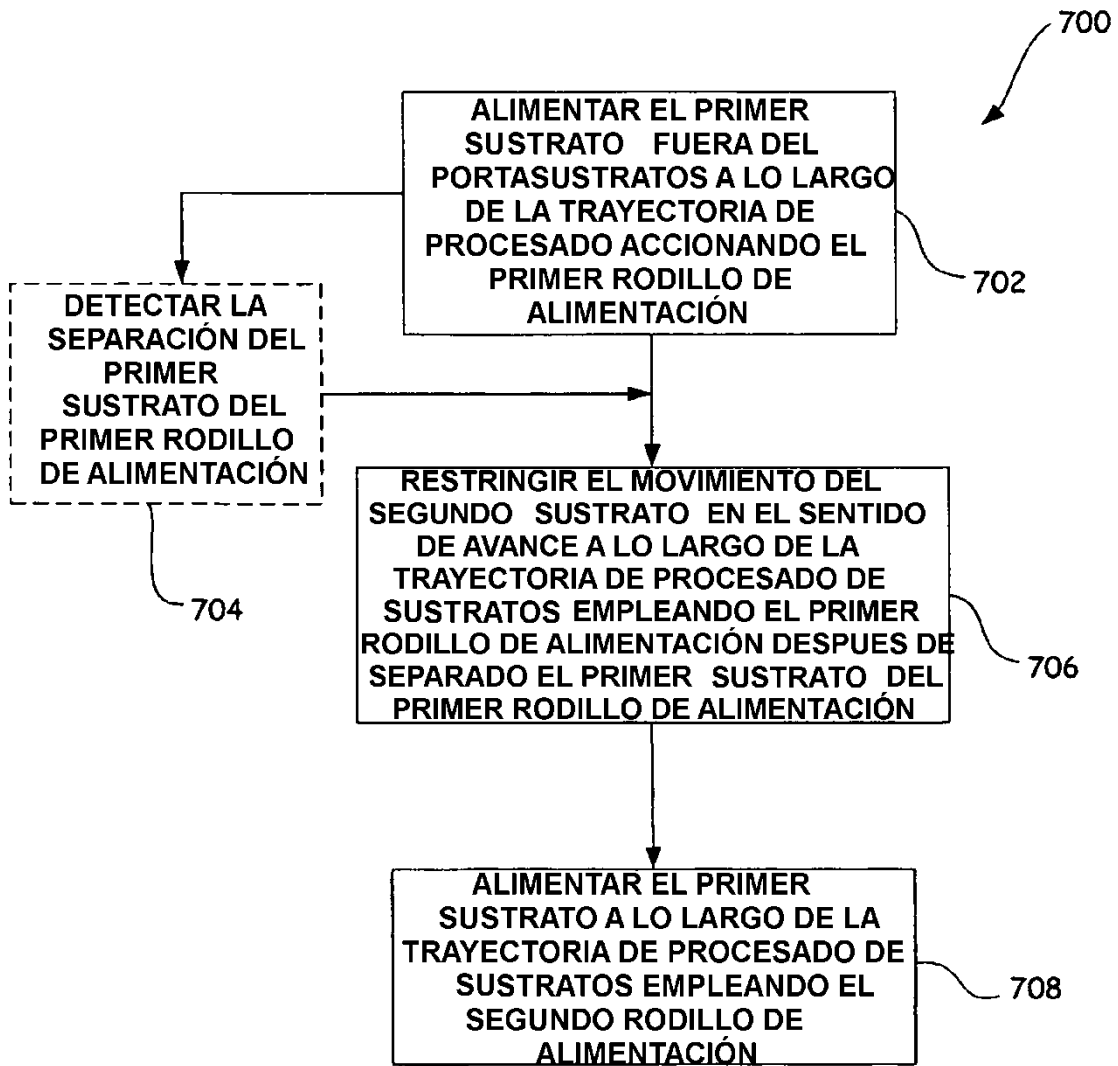 700
ALIMENTAR EL PRIMER
SUSTRATO FUERA DEL
PORTASUSTRATOS A LO LARGO
DE LA TRAYECTORIA DE
PROCESADO ACCIONANDO EL
PRIMER RODILLO DE
ALIMENTACIÓN
702
DETECTAR LA
SEPARACIÓN DEL
PRIMER
SUSTRATO DEL
PRIMER RODILLO
DE ALIMENTACIÓN
704
RESTRINGIR EL MOVIMIENTO DEL
SEGUNDO SUSTRATO EN EL SENTIDO
DE AVANCE A LO LARGO DE LA
TRAYECTORIA DE PROCESADO DE
SUSTRATOS EMPLEANDO EL PRIMER
RODILLO DE ALIMENTACIÓN DESPUES DE
SEPARADO EL PRIMER SUSTRATO DEL
PRIMER RODILLO DE ALIMENTACIÓN
706
ALIMENTAR EL PRIMER
SUSTRATO A LO LARGO DE LA
TRAYECTORIA DE PROCESADO DE
SUSTRATOS EMPLEANDO EL
SEGUNDO RODILLO DE
ALIMENTACIÓN
708